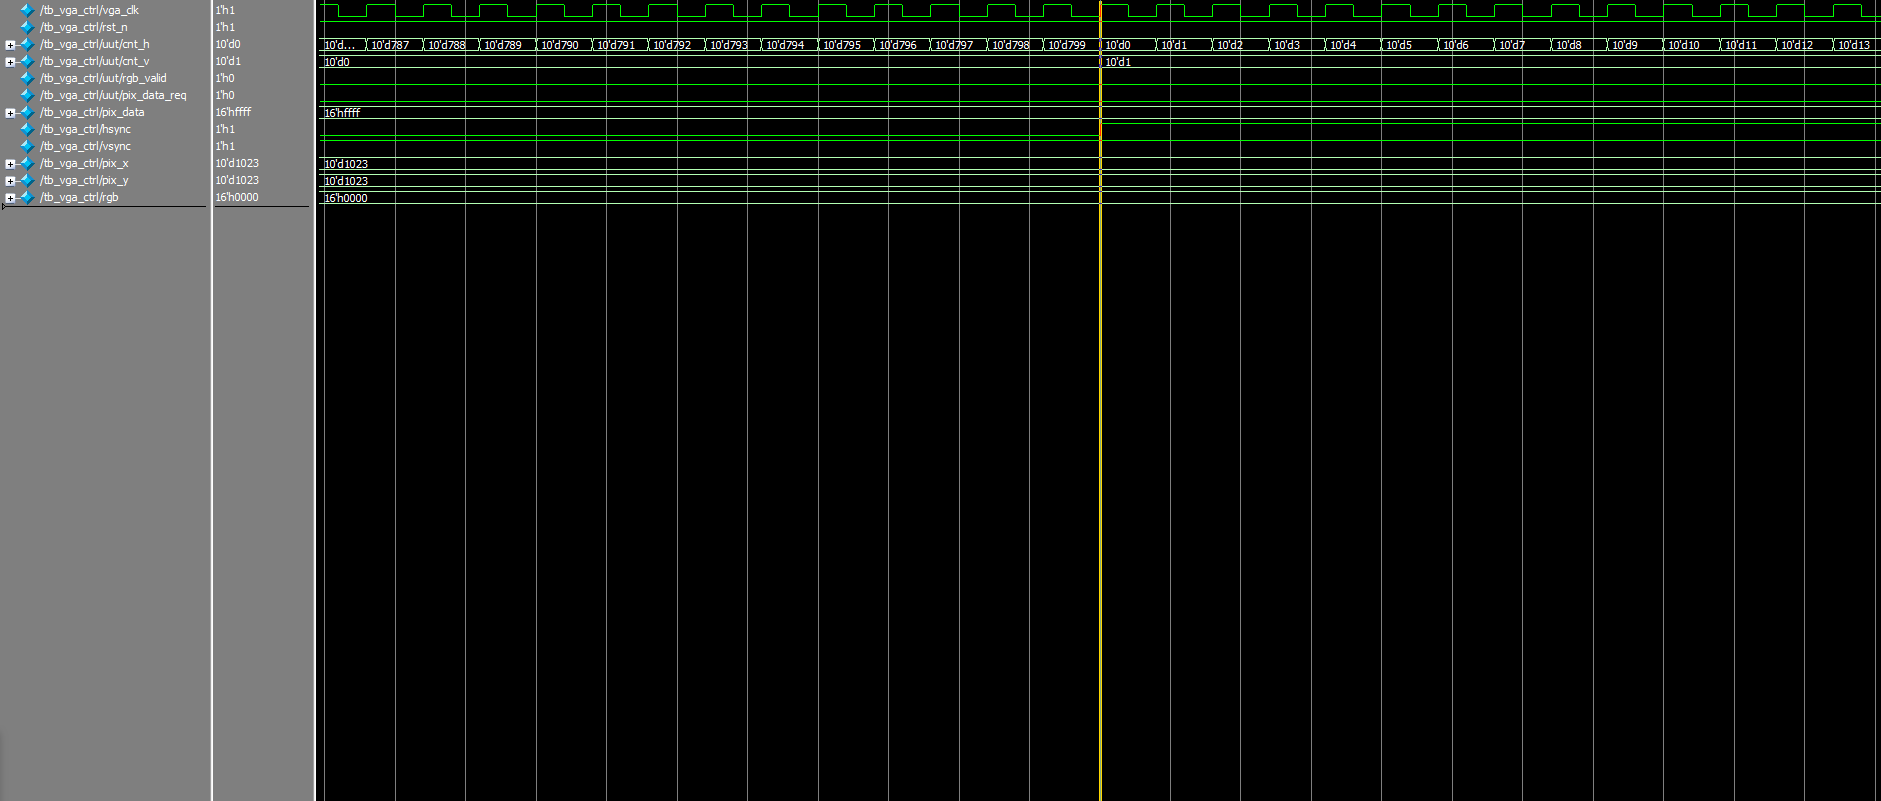 /tb_vga_ctrl/vga_clk 1'h1
/tb_vga_ctrl/rst_n 1'h1
/tb_vga_ctrl/uut/cnt_h 10'd0 10'd... 10'd787 10'd788 10'd789 10'd790 10'd791 10'd792 10'd793 10'd794 10'd795 10'd796 10'd797 10'd798 10'd799 10'd0 10'd1 10'd2 10'd3 10'd4 10'd5 10'd6 10'd7 10'd8 10'd9 10'd10 10'd11 10'd12 10'd13
/tb_vga_ctrl/uut/cnt_v 10'd1 10'd0 10'd1
/tb_vga_ctrl/uut/rgb_valid 1'h0
/tb_vga_ctrl/uut/pix_data_req 1'h0
/tb_vga_ctrl/pix_data 16'hffff 16'hffff
/tb_vga_ctrl/hsync 1'h1
/tb_vga_ctrl/vsync 1'h1
/tb_vga_ctrl/pix_x 10'd1023 10'd1023
/tb_vga_ctrl/pix_y 10'd1023 10'd1023
/tb_vga_ctrl/rgb 16'h0000 16'h0000